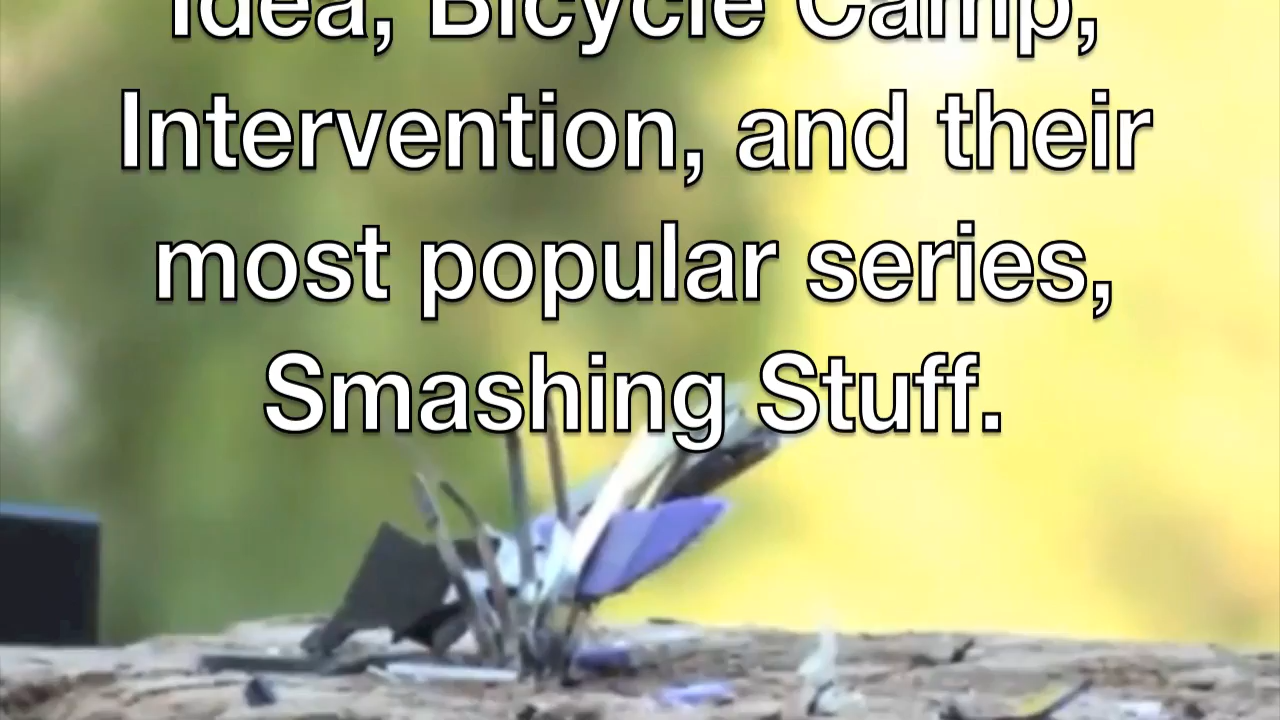 Idea, Bicycle Camp,
Intervention, and their
most popular series,
Smashing Stuff.